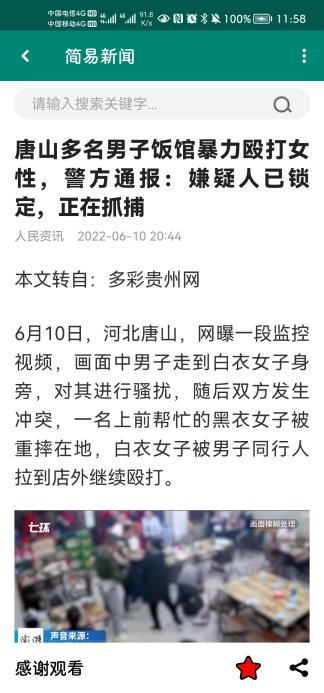 中国电信4G HD
中国移动4G HD
4G 4G 91.8 K/s 100% 11:58
简易新闻
请输入搜索关键字...
唐山多名男子饭馆暴力殴打女
性，警方通报：嫌疑人已锁
定，正在抓捕
人民资讯 2022-06-10 20:44
本文转自：多彩贵州网
6月10日，河北唐山，网曝一段监控
视频，画面中男子走到白衣女子身
旁，对其进行骚扰，随后双方发生
冲突，一名上前帮忙的黑衣女子被
重摔在地，白衣女子被男子同行人
拉到店外继续殴打。
七环
画面模糊处理
澎湃
声音来源：
感谢观看